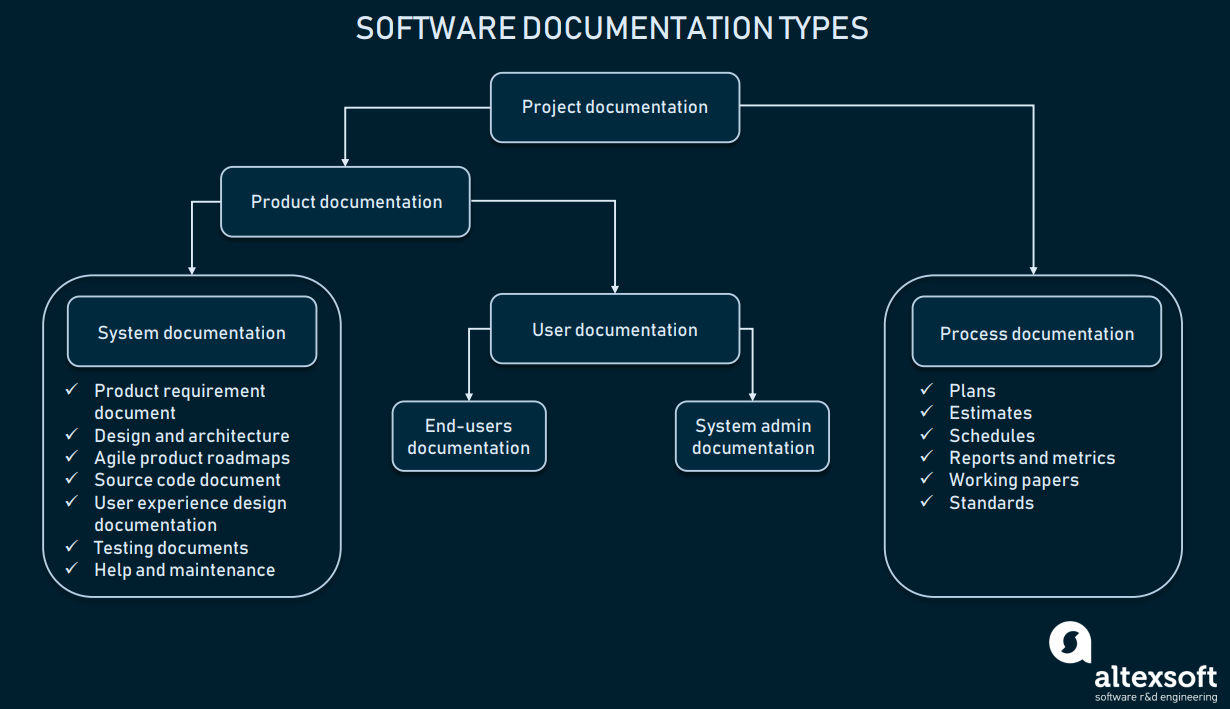 SOFTWARE DOCUMENTATION TYPES
Project documentation
Product documentation
System documentation
Product requirement
document
Design and architecture
Agile product roadmaps
Source code document
User experience design
documentation
Testing documents
Help and maintenance
User documentation
End-users
documentation
System admin
documentation
Process documentation
Plans
Estimates
Schedules
Reports and metrics
Working papers
Standards
altexsoft
software r&d engineering